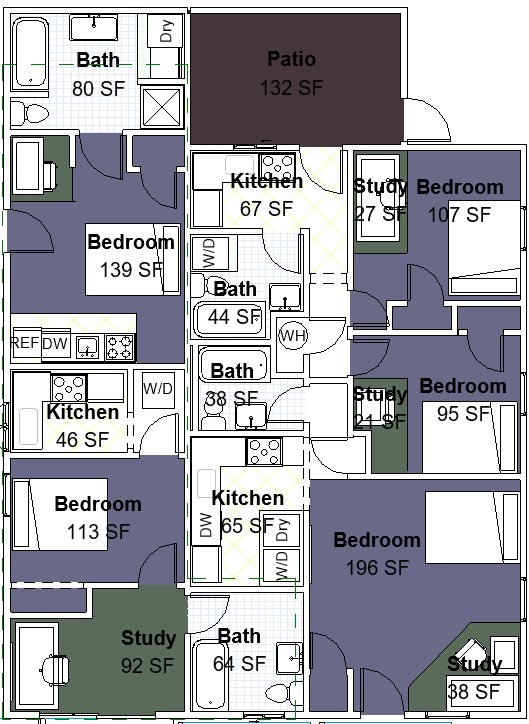 Dry
Bath
80 SF
Patio
132 SF
Kitchen
67 SF
Study
27 SF
Bedroom
107 SF
Bedroom
139 SF
W/D
Bath
44 SF
REF
DW
WH
Bath
38 SF
Study
21 SF
Bedroom
95 SF
W/D
Kitchen
46 SF
Bedroom
113 SF
Kitchen
65 SF
DW
Dry
W/D
Bedroom
196 SF
Study
92 SF
Bath
64 SF
Study
38 SF